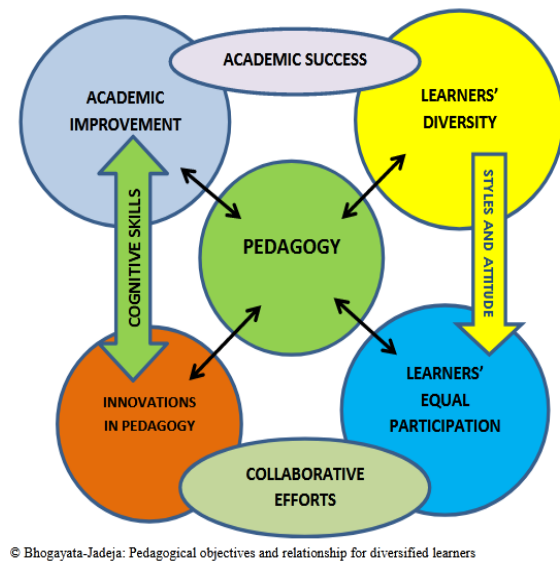 ACADEMIC SUCCESS
ACADEMIC
IMPROVEMENT
LEARNERS'
DIVERSITY
COGNITIVE SKILLS
PEDAGOGY
STYLES AND ATTITUDE
INNOVATIONS
IN PEDAGOGY
LEARNERS'
EQUAL
PARTICIPATION
COLLABORATIVE
EFFORTS
© Bhogayata-Jadeja: Pedagogical objectives and relationship for diversified learners